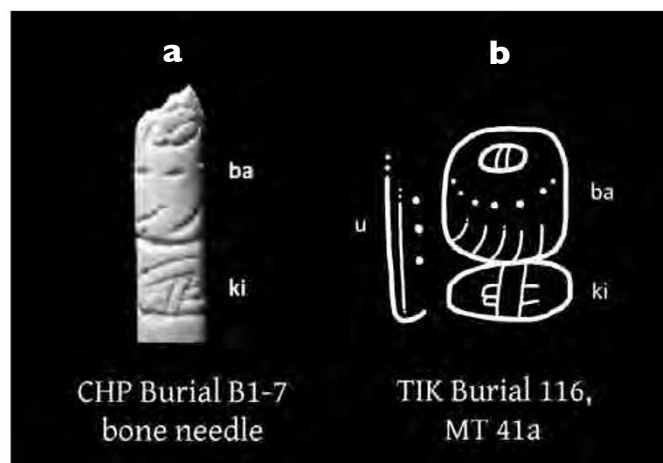 a b
ba
ki
u
ba
ki
CHP Burial B1-7
bone needle
TIK Burial 116,
MT 41a